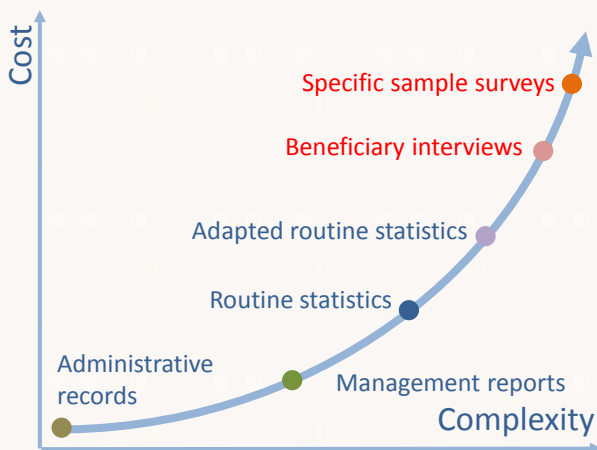 Cost
Specific sample surveys
Beneficiary interviews
Adapted routine statistics
Routine statistics
Administrative
records
Management reports
Complexity